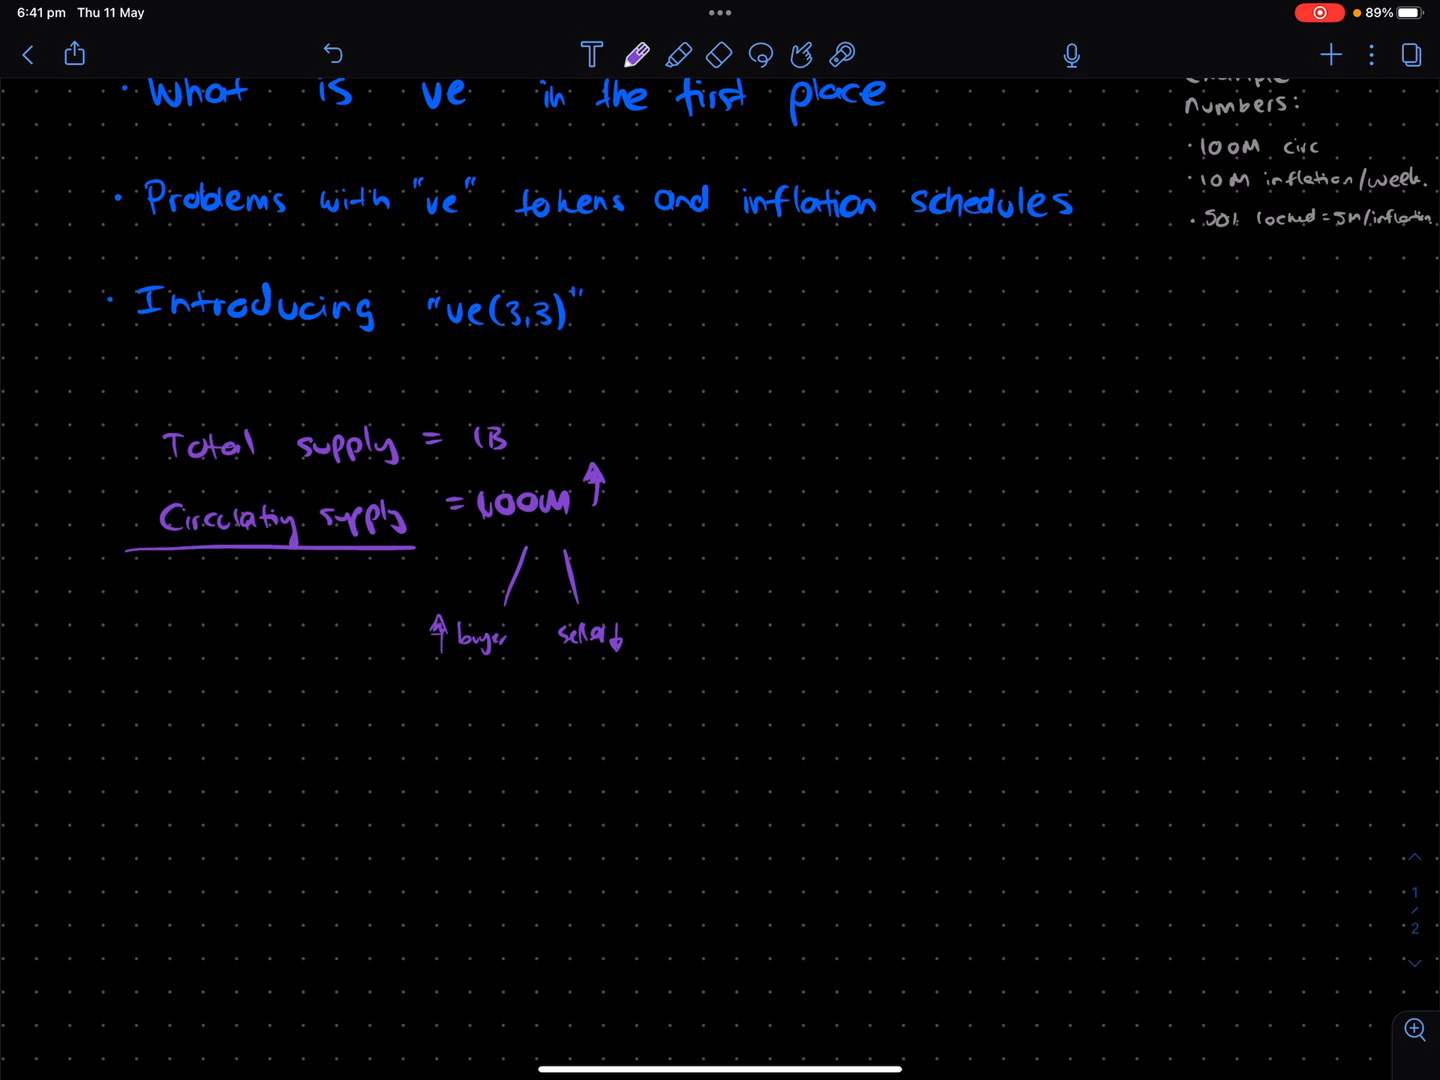 6:41 pm Thu 11 May
89%
T
· What is ve in the first place
numbers:
· 100M circ
· 10M inflation/week.
· 50% locked = 5M/inflation
· Problems with "ve" tokens and inflation schedules
· Introducing "ve(3,3)"
Total supply = 1B
Circulating supply = 100M ↑
↑ buyer seller ↓
1
/
2